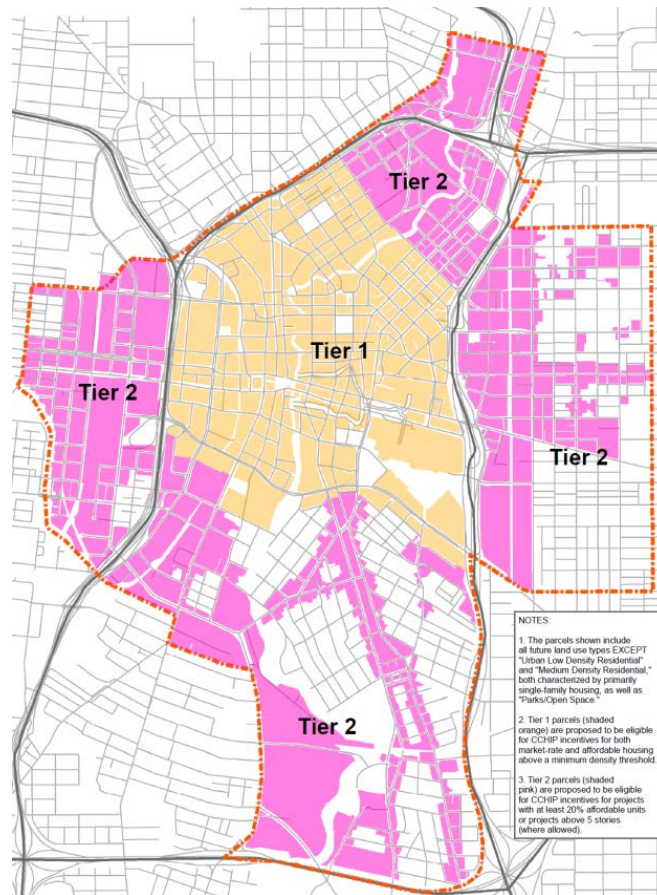 Tier 2
Tier 1
Tier 2
Tier 2
Tier 2
NOTES:
1. The parcels shown include
all future land use types EXCEPT
"Urban Low Density Residential"
and "Medium Density Residential,"
both characterized by primarily
single-family housing, as well as
"Parks/Open Space."
2. Tier 1 parcels (shaded
orange) are proposed to be eligible
for CCHIP incentives for both
market-rate and affordable housing
above a minimum density threshold.
3. Tier 2 parcels (shaded
pink) are proposed to be eligible
for CCHIP incentives for projects
with at least 20% affordable units
or projects above 5 stories
(where allowed).